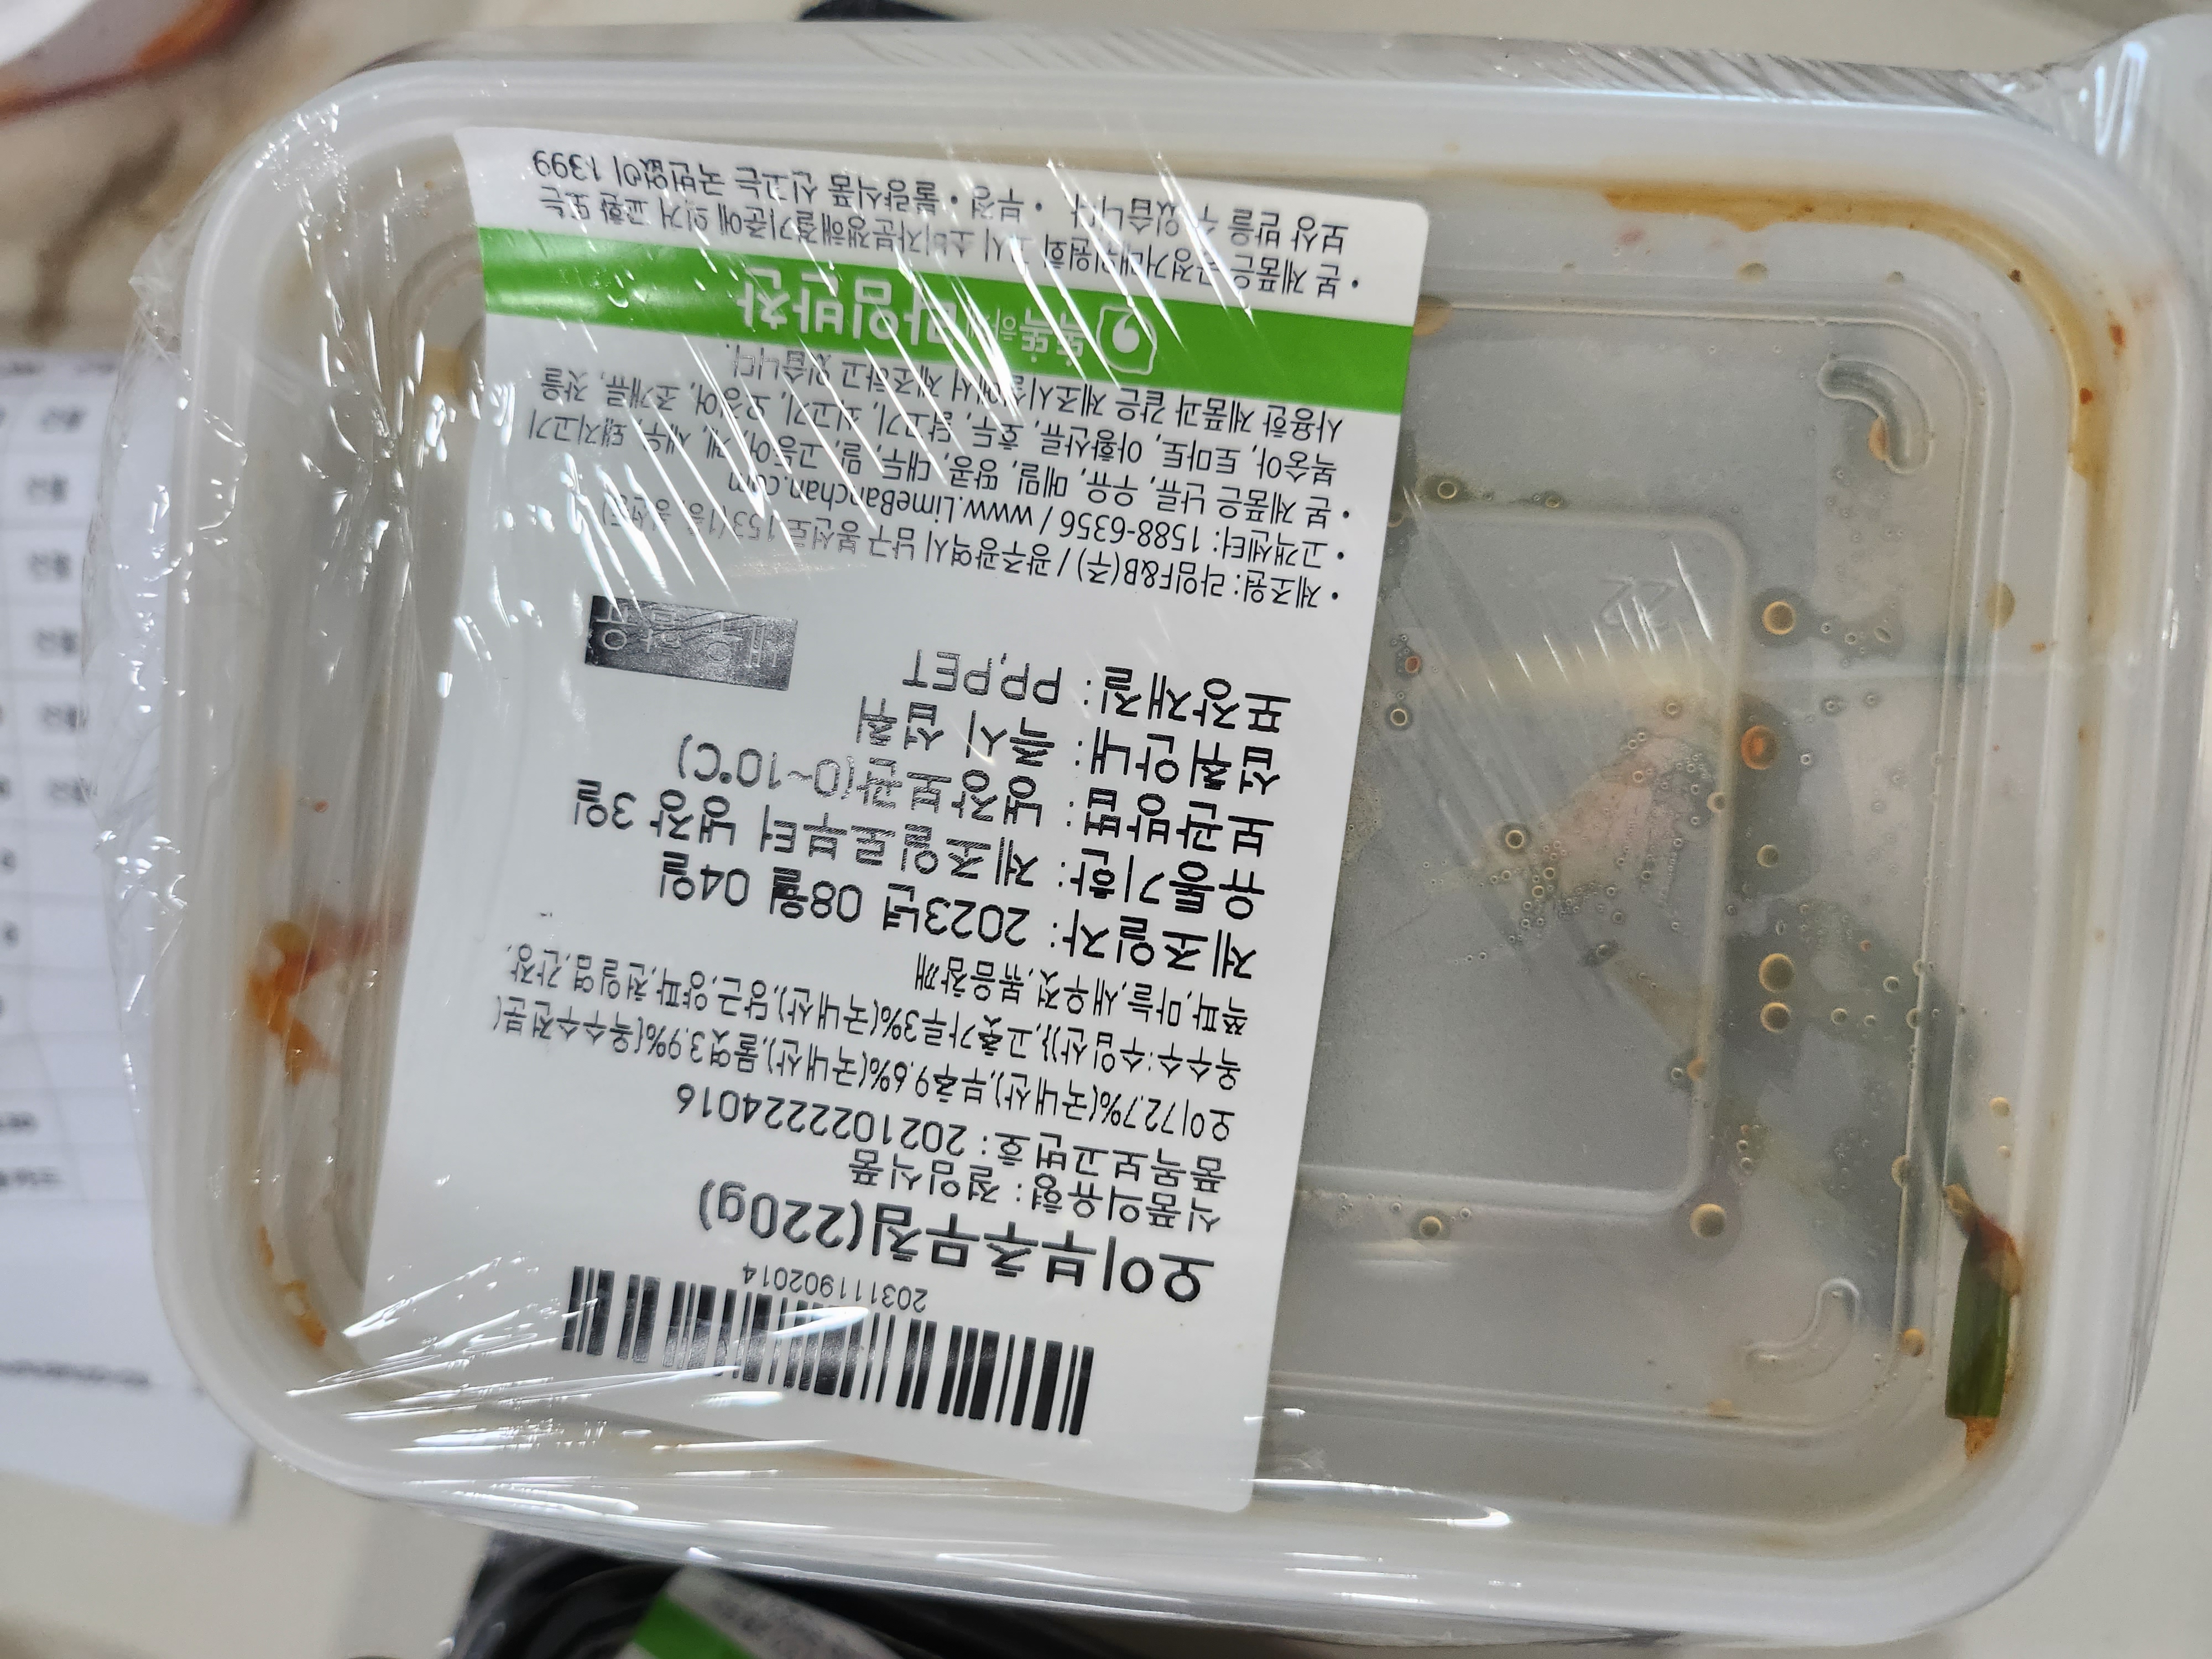 203111902014
오이부추무침(220g)
식품의유형: 절임식품
품목보고번호: 2021022224016
오이72.7%(국내산),부추9.6%(국내산),물엿3.9%(옥수수전분(
옥수수:수입산)),고춧가루3%(국내산),당근,양파,천일염,간장,
쪽파,마늘,새우젓,볶음참깨
제조일자: 2023년 08월 04일
유통기한: 제조일로부터 냉장 3일
보관방법: 냉장보관(0~10℃)
섭취안내: 즉시 섭취
포장재질: PP,PET
• 제조원: 라임F&B(주) / 광주광역시 남구 봉선로 153(1층,
• 고객센터: 1588-6356 / www.LimeBanchan.com
• 본 제품은 난류, 우유, 메밀, 땅콩, 대두, 밀, 고등어, 게, 새우, 돼지고기
복숭아, 토마토, 아황산류, 호두, 닭고기, 쇠고기, 오징어, 조개류, 잣을
사용한 제품과 같은 제조시설에서 제조하고 있습니다.
똑똑하게 라임반찬
• 본 제품은 공정거래위원회 고시 소비자분쟁해결기준에 의거 교환 또는
보상 받을 수 있습니다. • 부정 • 불량식품 신고는 국번없이 1399
22